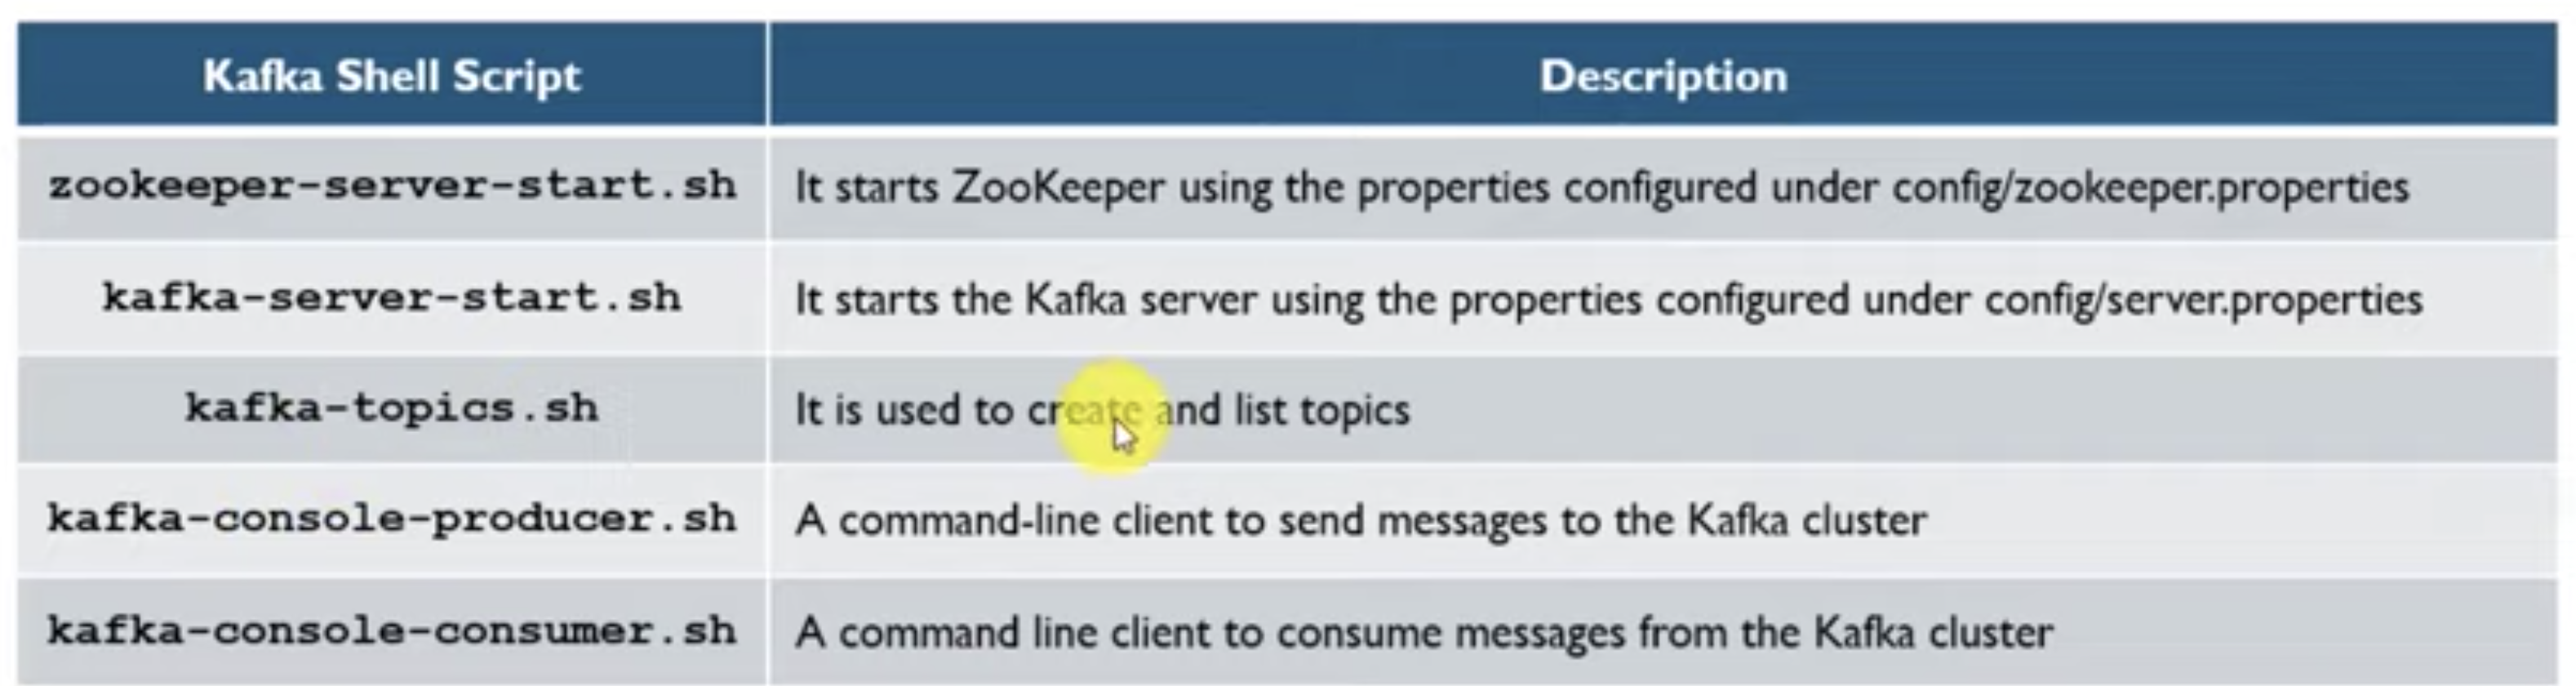 Kafka Shell Script
Description
zookeeper-server-start.sh
It starts ZooKeeper using the properties configured under config/zookeeper.properties
kafka-server-start.sh
It starts the Kafka server using the properties configured under config/server.properties
kafka-topics.sh
It is used to create and list topics
kafka-console-producer.sh
A command-line client to send messages to the Kafka cluster
kafka-console-consumer.sh
A command line client to consume messages from the Kafka cluster